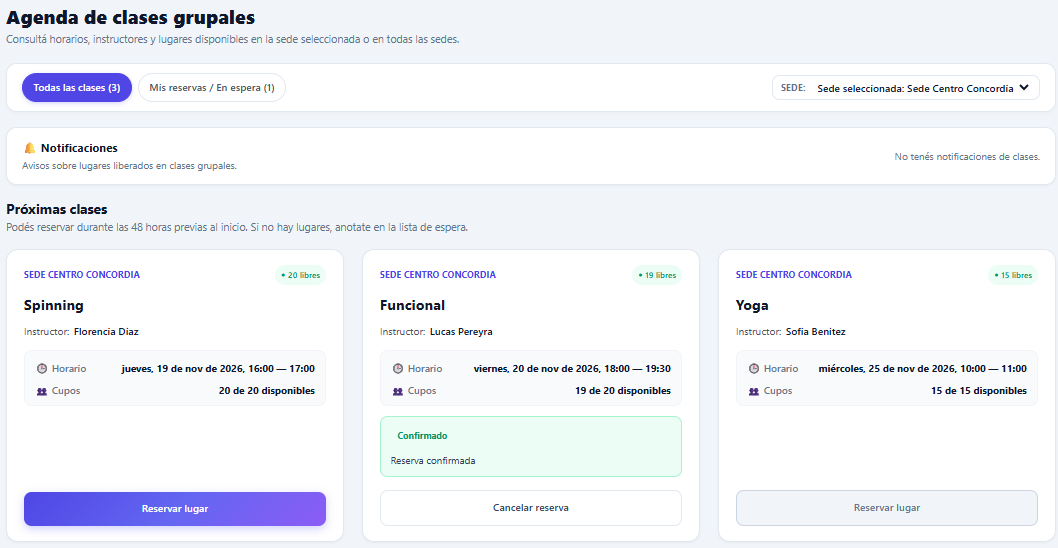 Agenda de clases grupales
Consultá horarios, instructores y lugares disponibles en la sede seleccionada o en todas las sedes.
Todas las clases (3)
Mis reservas / En espera (1)
SEDE:
Sede seleccionada: Sede Centro Concordia
Notificaciones
Avisos sobre lugares liberados en clases grupales.
No tenés notificaciones de clases.
Próximas clases
Podés reservar durante las 48 horas previas al inicio. Si no hay lugares, anotate en la lista de espera.
SEDE CENTRO CONCORDIA
• 20 libres
Spinning
Instructor: Florencia Díaz
Horario jueves, 19 de nov de 2026, 16:00 — 17:00
Cupos 20 de 20 disponibles
Reservar lugar
SEDE CENTRO CONCORDIA
• 19 libres
Funcional
Instructor: Lucas Pereyra
Horario viernes, 20 de nov de 2026, 18:00 — 19:30
Cupos 19 de 20 disponibles
Confirmado
Reserva confirmada
Cancelar reserva
SEDE CENTRO CONCORDIA
• 15 libres
Yoga
Instructor: Sofía Benítez
Horario miércoles, 25 de nov de 2026, 10:00 — 11:00
Cupos 15 de 15 disponibles
Reservar lugar